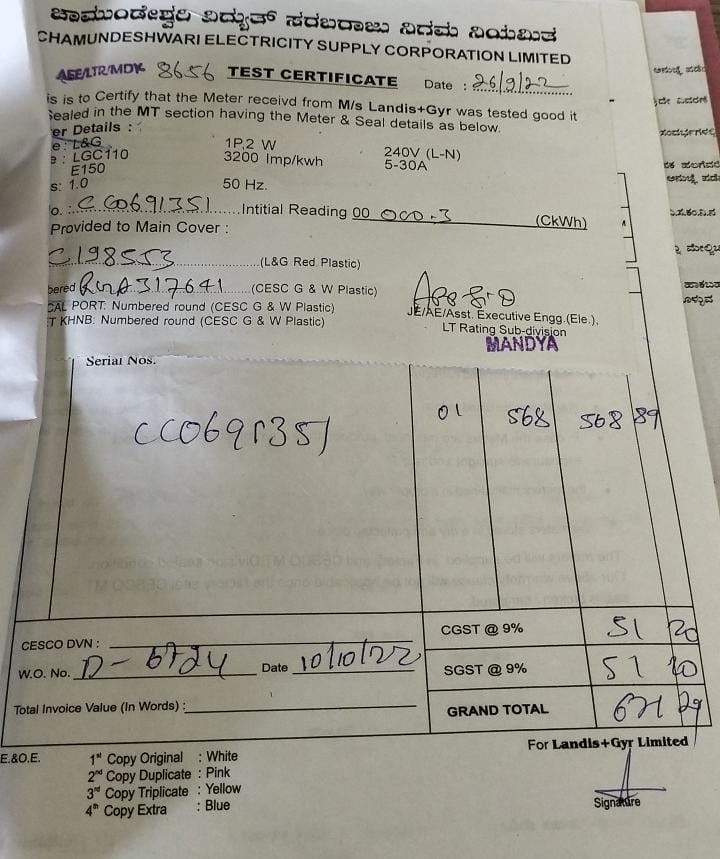 ಚಾಮುಂಡೇಶ್ವರಿ ವಿದ್ಯುತ್ ಸರಬರಾಜು ನಿಗಮ ನಿಯಮಿತ
CHAMUNDESHWARI ELECTRICITY SUPPLY CORPORATION LIMITED
AEE/LTR/MDY 8656 TEST CERTIFICATE Date : 26/9/22
is is to Certify that the Meter receivd from M/s Landis+Gyr was tested good it
Sealed in the MT section having the Meter & Seal details as below.
er Details :
e: L&G 1P,2 W 240V (L-N)
e : LGC110 3200 Imp/kwh 5-30A
E150
s: 1.0 50 Hz.
o. : CC0691351 Intitial Reading 00 000.3 (CkWh)
Provided to Main Cover :
C198553 (L&G Red Plastic)
bered 317641 (CESC G & W Plastic)
CAL PORT: Numbered round (CESC G & W Plastic)
T KHNB: Numbered round (CESC G & W Plastic)
JE/AE/Asst. Executive Engg.(Ele.),
LT Rating Sub-division
MANDYA
Serial Nos.
CC0691351 01 568 568 89
CGST @ 9% 51 20
CESCO DVN :
W.O. No. D- Date 10/10/22
SGST @ 9% 51 20
Total Invoice Value (In Words) :
GRAND TOTAL 671 29
For Landis+Gyr Limited
E.&O.E. 1st Copy Original : White
2nd Copy Duplicate : Pink
3rd Copy Triplicate : Yellow
4th Copy Extra : Blue
Signature